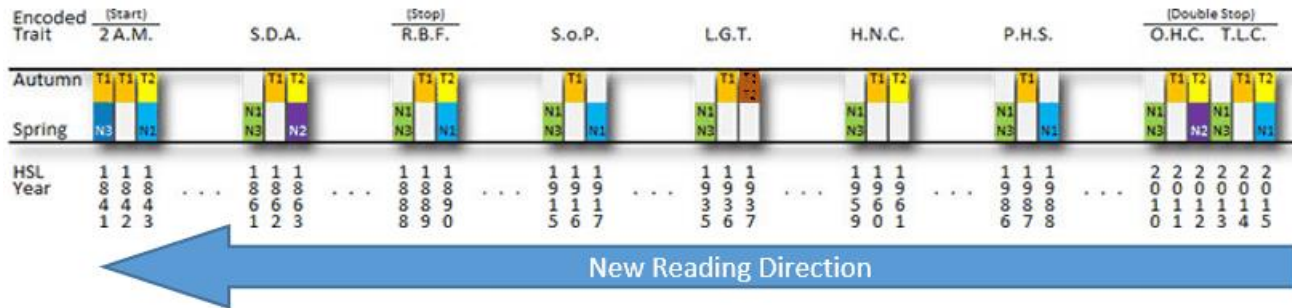 Encoded (Start) (Stop) (Double Stop)
Trait 2 A.M. S.D.A. R.B.F. S.o.P. L.G.T. H.N.C. P.H.S. O.H.C. T.L.C.
Autumn T1 T1 T2 T1 T2 T1 T2 T1 T1 T1 T1 T2 T1 T1 T2 T1 T2
T2
N1 N1 N1 N1 N1 N1 N1 N1
Spring N3 N1 N3 N2 N3 N1 N3 N1 N3 N3 N3 N1 N3 N2 N3 N1
HSL Year 1841 1842 1843 . . . . 1861 1862 1863 . . . . 1888 1889 1890 . . . . 1915 1916 1917 . . . . 1935 1936 1937 . . . . 1959 1960 1961 . . . . 1986 1987 1988 . . . . 2010 2011 2012 2013 2014 2015
New Reading Direction